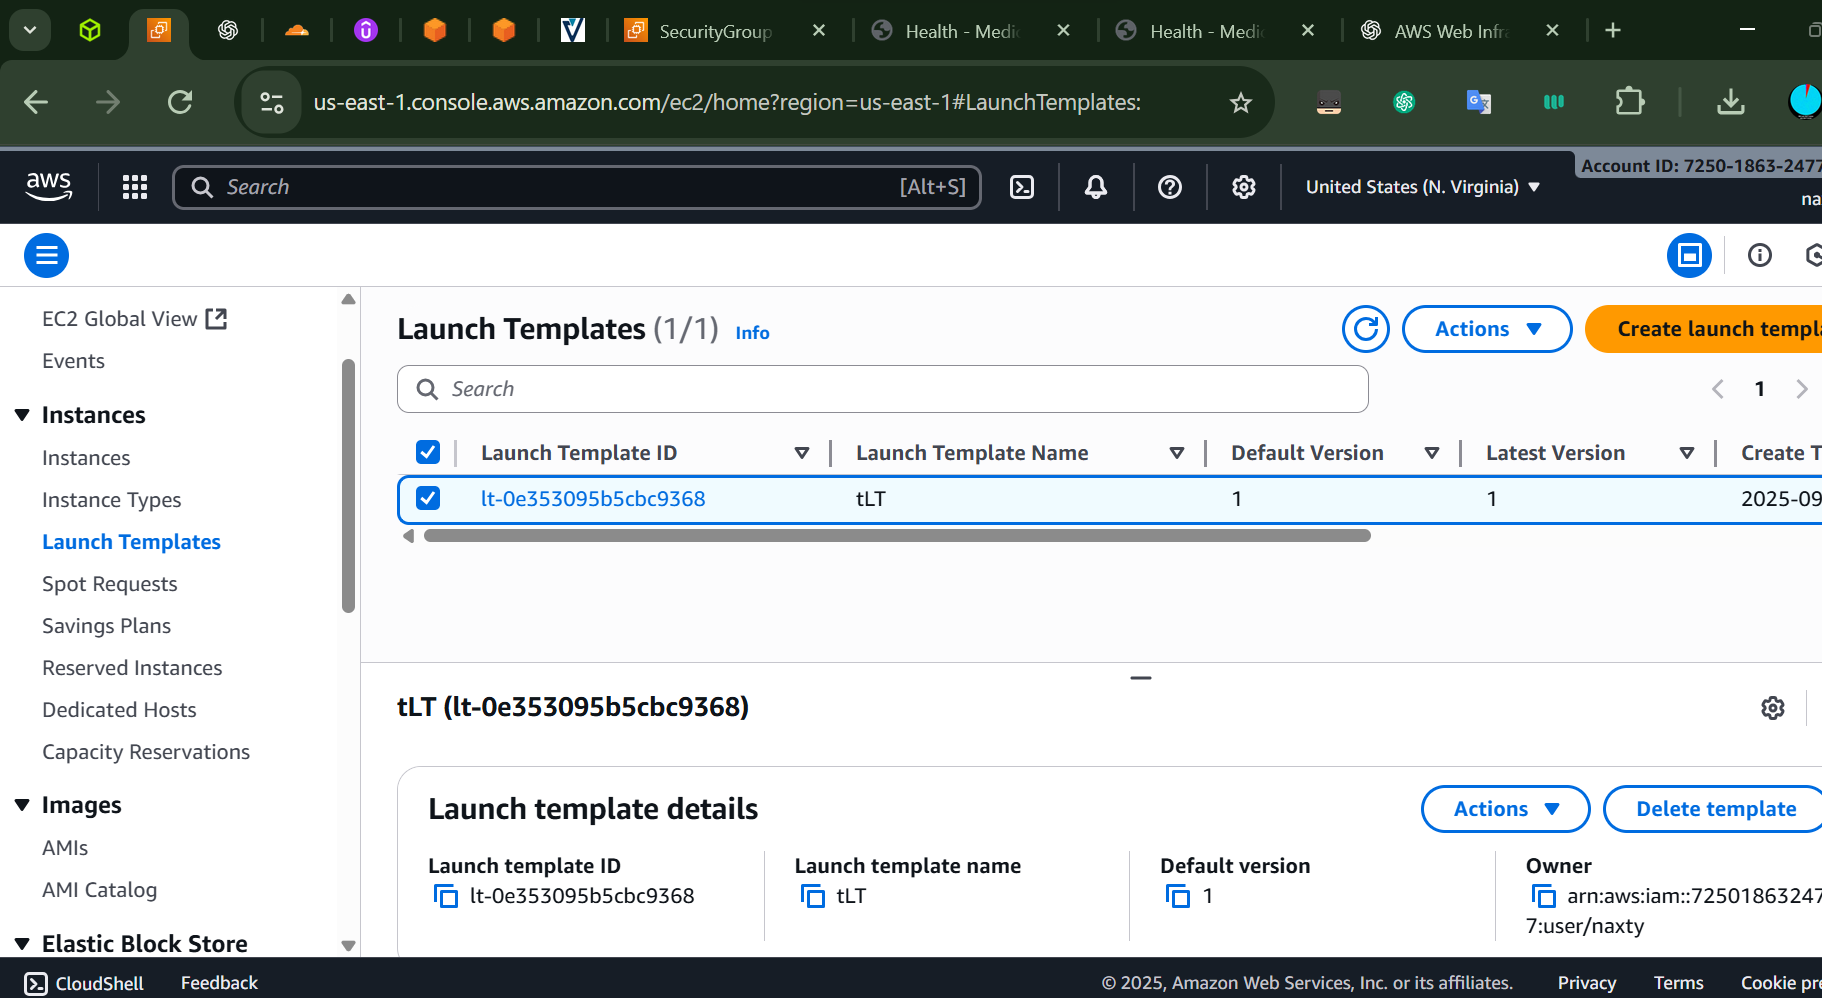 SecurityGroup
Health - Medi
Health - Medi
AWS Web Infr
us-east-1.console.aws.amazon.com/ec2/home?region=us-east-1#LaunchTemplates:
aws
Search
[Alt+S]
United States (N. Virginia)
Account ID: 7250-1863-2477
na
EC2 Global View
Events
Instances
Instances
Instance Types
Launch Templates
Spot Requests
Savings Plans
Reserved Instances
Dedicated Hosts
Capacity Reservations
Images
AMIs
AMI Catalog
Elastic Block Store
Launch Templates (1/1) Info
Actions
Create launch templa
Search
1
Launch Template ID Launch Template Name Default Version Latest Version Create T
lt-0e353095b5cbc9368 tLT 1 1 2025-09
tLT (lt-0e353095b5cbc9368)
Launch template details
Actions
Delete template
Launch template ID Launch template name Default version Owner
lt-0e353095b5cbc9368 tLT 1 arn:aws:iam::72501863247
7:user/naxty
CloudShell Feedback © 2025, Amazon Web Services, Inc. or its affiliates. Privacy Terms Cookie pre